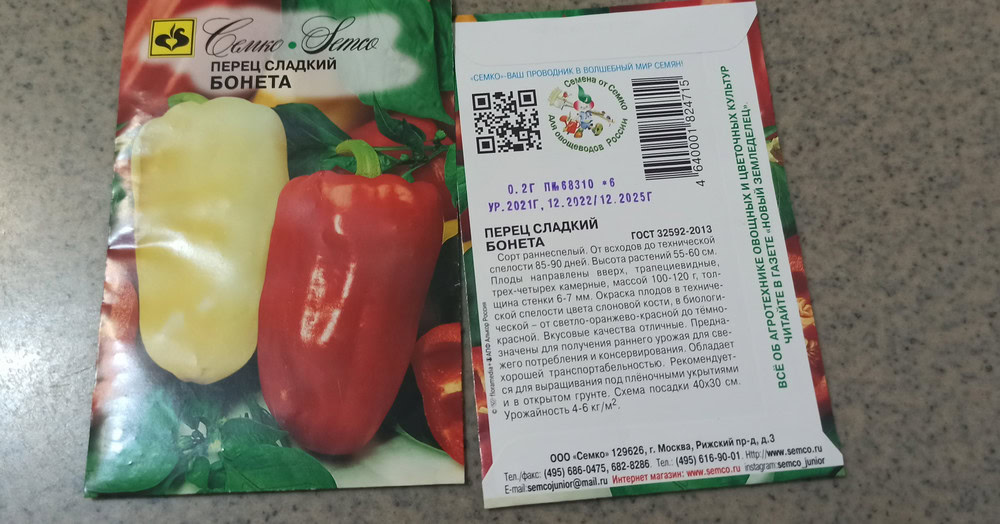 Семко • Semco
ПЕРЕЦ СЛАДКИЙ
БОНЕТА
«СЕМКО»-ВАШ ПРОВОДНИК В ВОЛШЕБНЫЙ МИР СЕМЯН!
Семена от Семко
Для овощеводов России
4 640001 824715
0.2Г П№68310 *6
УР.2021Г, 12.2022/12.2025Г
ПЕРЕЦ СЛАДКИЙ
БОНЕТА
ГОСТ 32592-2013
Сорт раннеспелый. От всходов до технической
спелости 85-90 дней. Высота растений 55-60 см.
Плоды направлены вверх, трапециевидные,
трех-четырех камерные, массой 100-120 г, тол-
щина стенки 6-7 мм. Окраска плодов в техниче-
ской спелости цвета слоновой кости, в биологи-
ческой – от светло-оранжево-красной до тёмно-
красной. Вкусовые качества отличные. Предна-
значены для получения раннего урожая для све-
жего потребления и консервирования. Обладает
хорошей транспортабельностью. Рекомендует-
ся для выращивания под плёночными укрытиями
и в открытом грунте. Схема посадки 40х30 см.
Урожайность 4-6 кг/м².
ВСЁ ОБ АГРОТЕХНИКЕ ОВОЩНЫХ И ЦВЕТОЧНЫХ КУЛЬТУР
ЧИТАЙТЕ В ГАЗЕТЕ «НОВЫЙ ЗЕМЛЕДЕЛЕЦ».
ООО «Семко» 129626, г. Москва, Рижский пр-д, д.3
Тел./факс: (495) 686-0475, 682-8286. Тел.: (495) 616-90-01. Http://www.semco.ru
E-mail:semcojunior@mail.ru Интернет магазин: www.semco.ru instagram:semco_junior